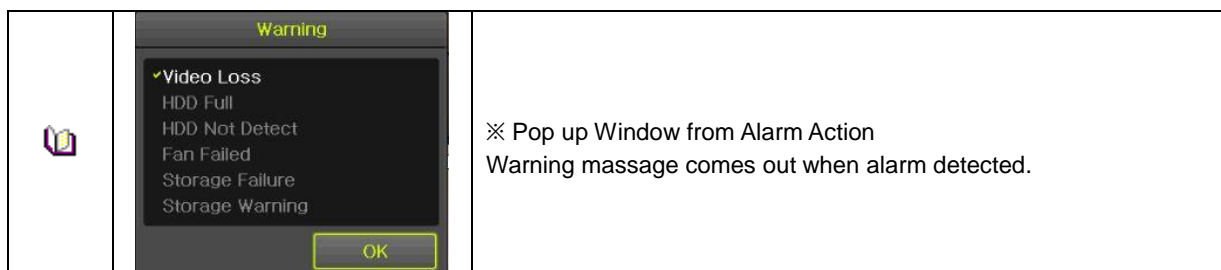 Warning
✓Video Loss
HDD Full
HDD Not Detect
Fan Failed
Storage Failure
Storage Warning
OK
※ Pop up Window from Alarm Action
Warning massage comes out when alarm detected.